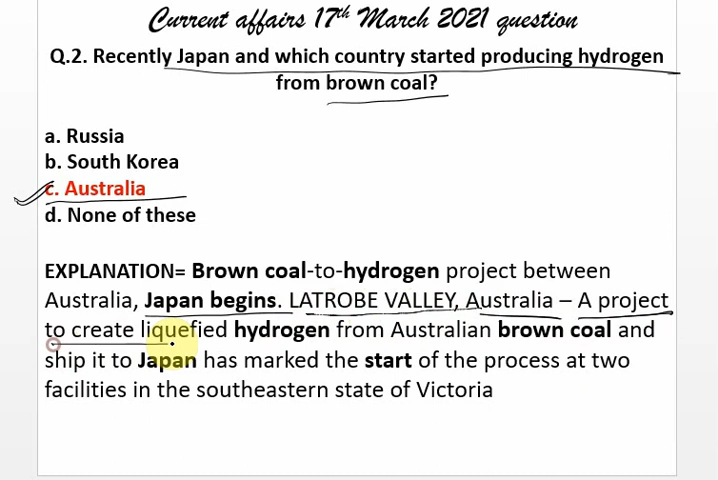 Current affairs 17th March 2021 question
Q.2. Recently Japan and which country started producing hydrogen
from brown coal?
a. Russia
b. South Korea
c. Australia
d. None of these
EXPLANATION= Brown coal-to-hydrogen project between
Australia, Japan begins. LATROBE VALLEY, Australia – A project
to create liquefied hydrogen from Australian brown coal and
ship it to Japan has marked the start of the process at two
facilities in the southeastern state of Victoria